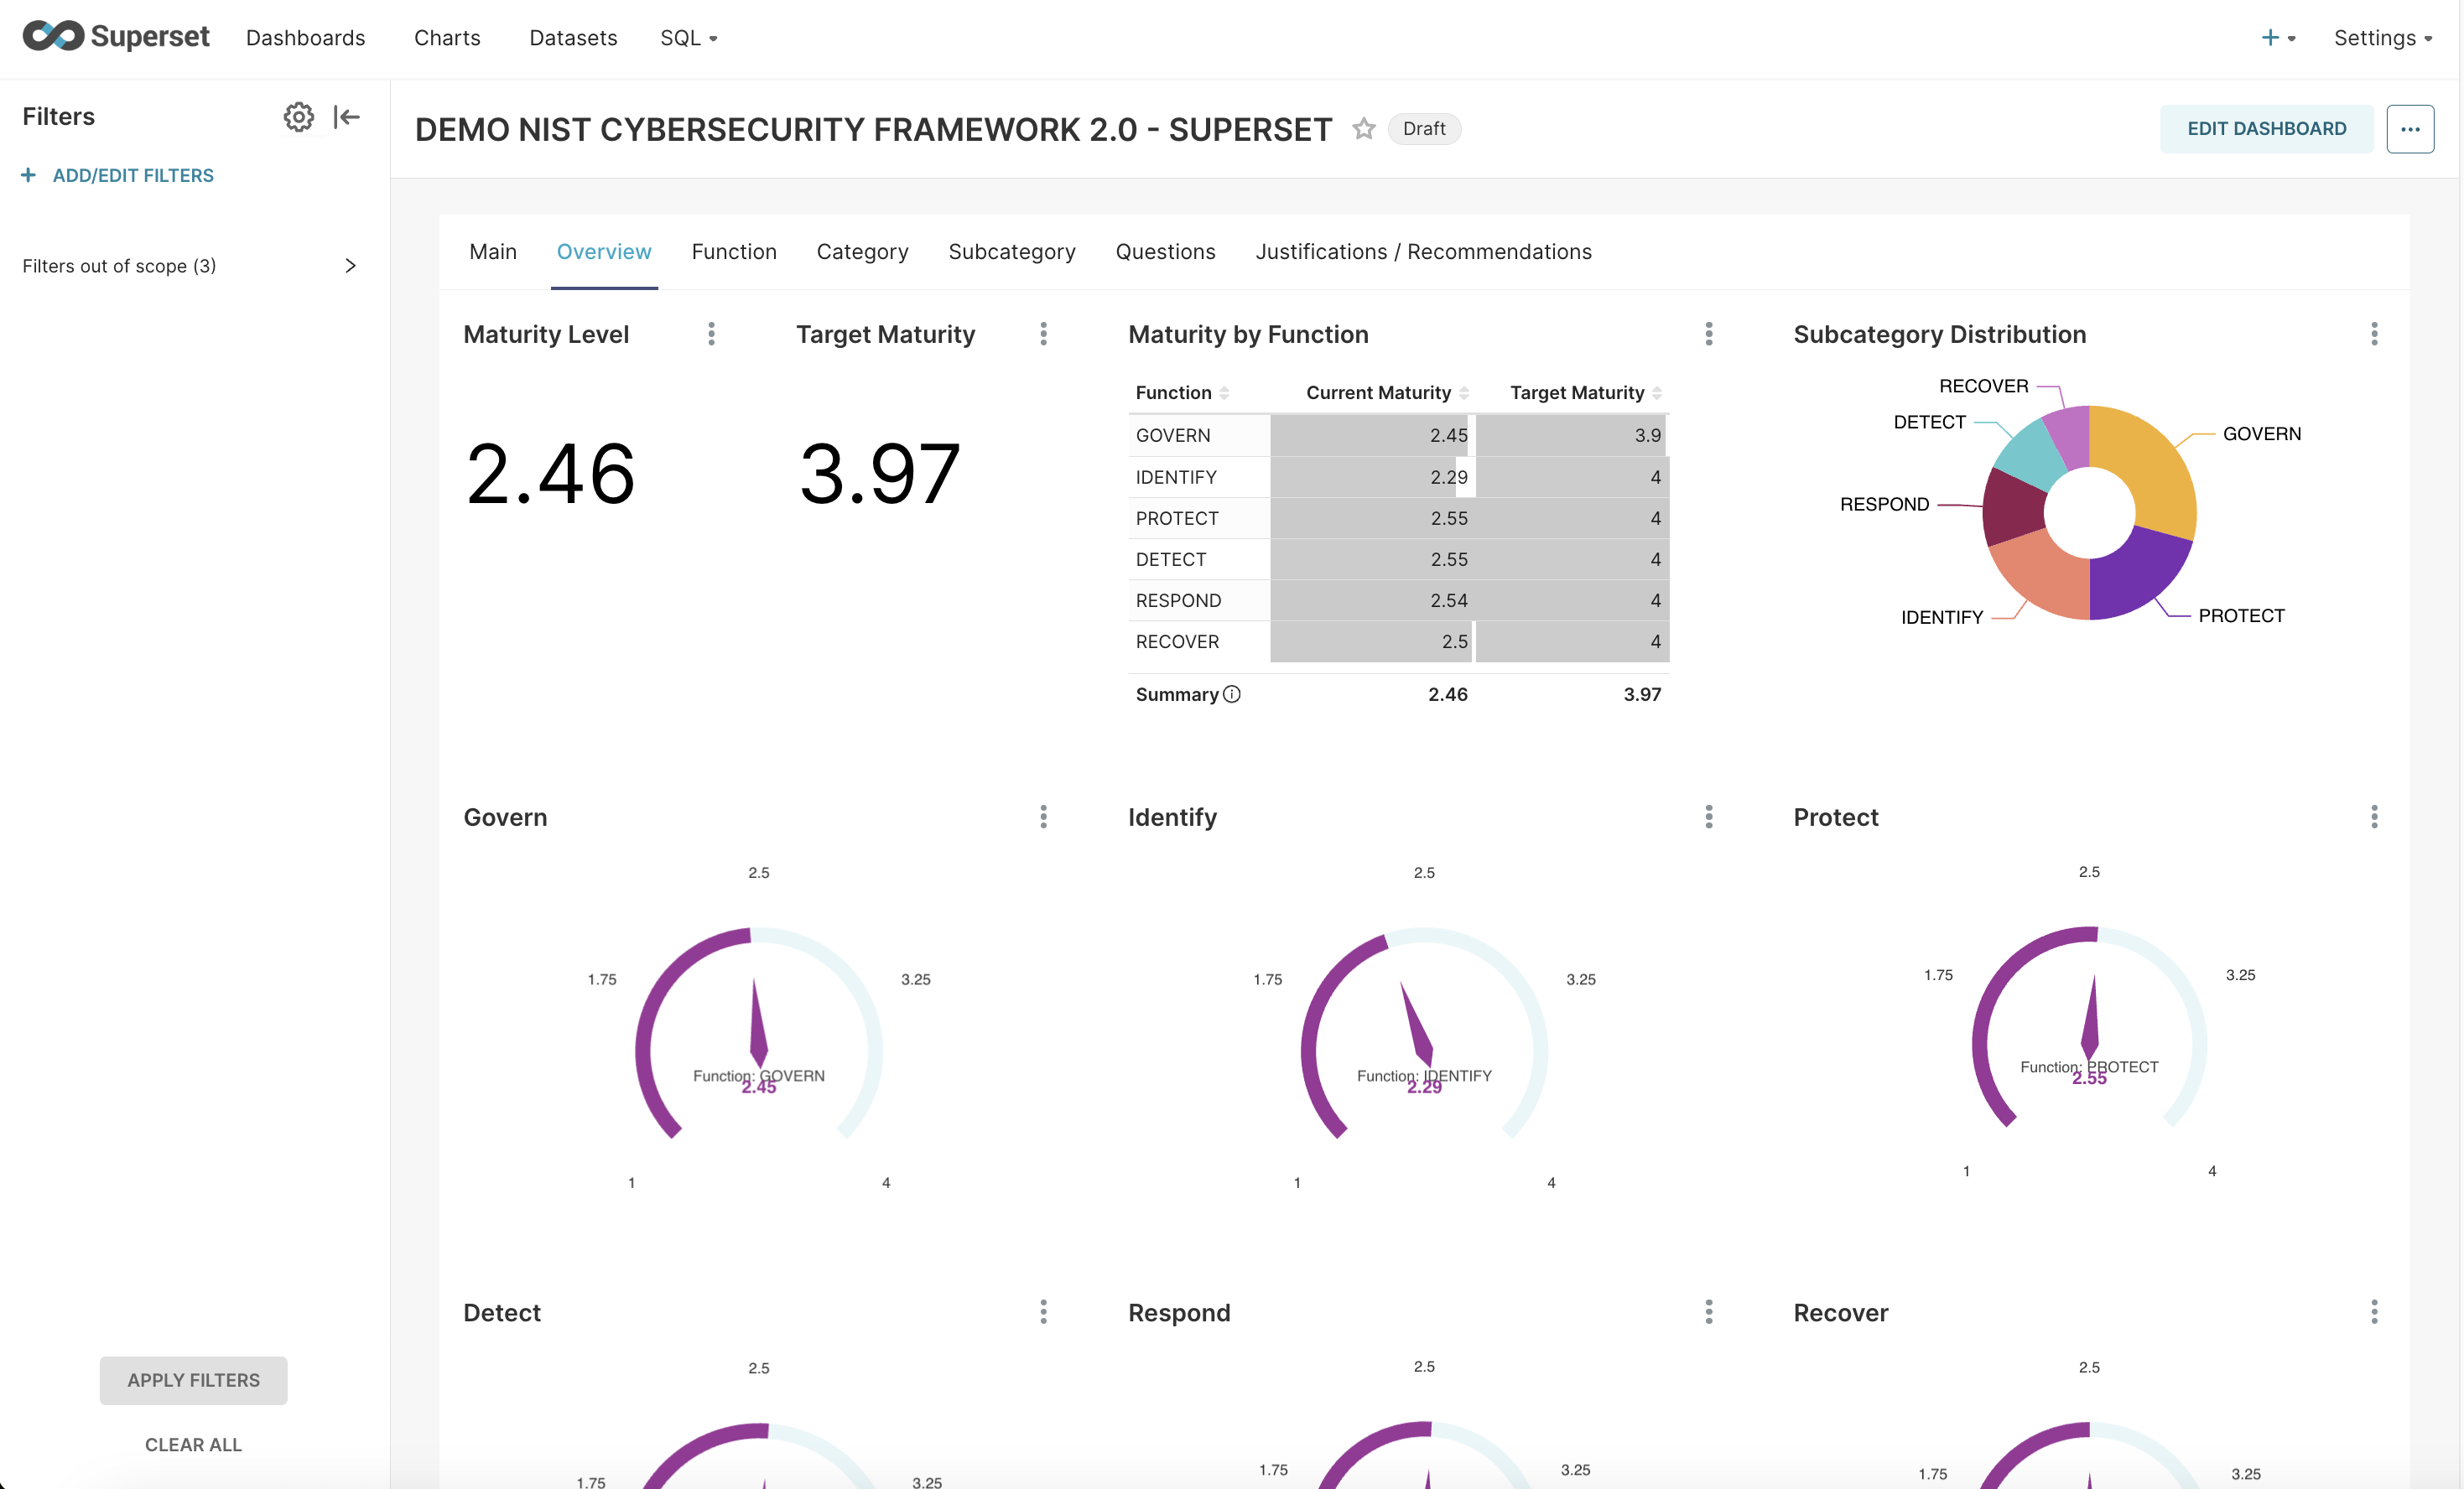 Superset
Dashboards
Charts
Datasets
SQL
+
Settings
Filters
+ ADD/EDIT FILTERS
Filters out of scope (3)
APPLY FILTERS
CLEAR ALL
DEMO NIST CYBERSECURITY FRAMEWORK 2.0 - SUPERSET
Draft
EDIT DASHBOARD
...
Main
Overview
Function
Category
Subcategory
Questions
Justifications / Recommendations
Maturity Level
2.46
Target Maturity
3.97
Maturity by Function
Function Current Maturity Target Maturity
GOVERN 2.45 3.9
IDENTIFY 2.29 4
PROTECT 2.55 4
DETECT 2.55 4
RESPOND 2.54 4
RECOVER 2.5 4
Summary 2.46 3.97
Subcategory Distribution
RECOVER
DETECT
GOVERN
RESPOND
IDENTIFY
PROTECT
Govern
2.5
1.75
3.25
Function: GOVERN
2.45
1
4
Identify
2.5
1.75
3.25
Function: IDENTIFY
2.29
1
4
Protect
2.5
1.75
3.25
Function: PROTECT
2.55
1
4
Detect
2.5
1.75
3.25
Respond
2.5
1.75
3.25
Recover
2.5
1.75
3.25